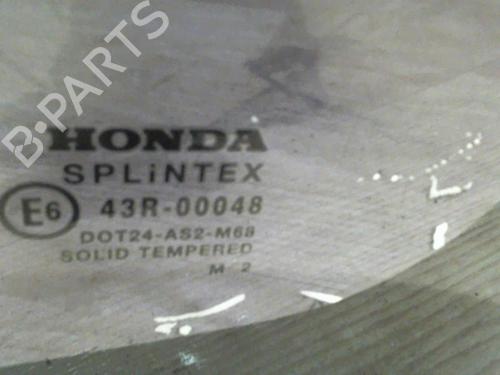 B-PARTS
HONDA
SPLiNTEX
E6 43R-00048
DOT24-AS2-M68
SOLID TEMPERED
M 2